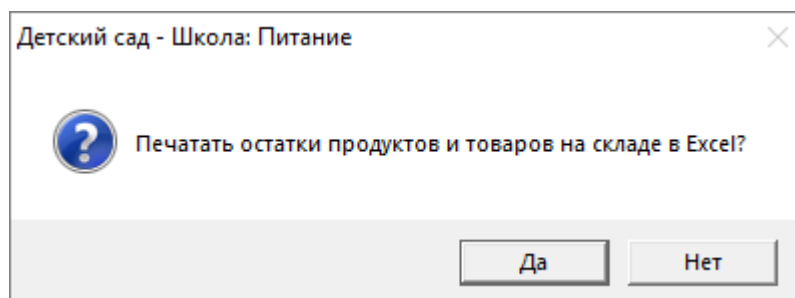 Детский сад - Школа: Питание
Печатать остатки продуктов и товаров на складе в Excel?
Да
Нет